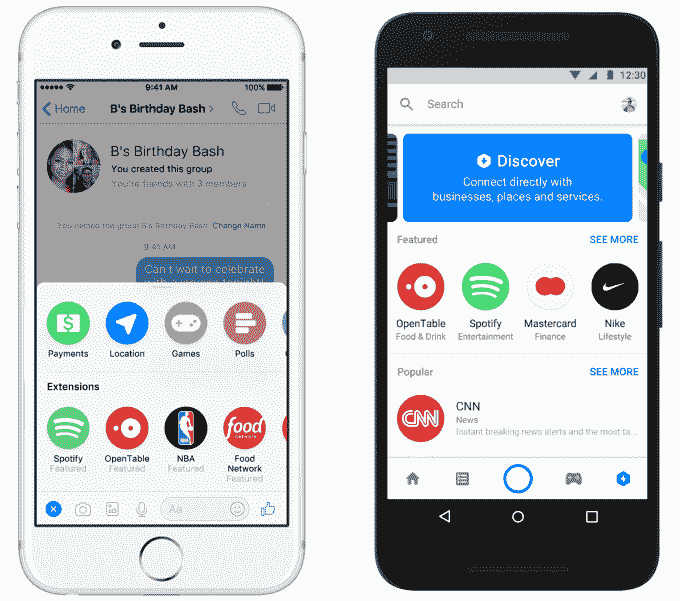 9:41 AM
100%
Home
B's Birthday Bash >
B's Birthday Bash
You created this group
You're friends with 3 members
You named the group B's Birthday Bash. Change Name
9:41 AM
Can't wait to celebrate
Payments
Location
Games
Polls
Extensions
food
network
Spotify
Featured
OpenTable
Featured
NBA
Featured
Food
Network
Featured
Aa
12:30
Search
Discover
Connect directly with
businesses, places and services.
Featured
SEE MORE
OpenTable
Food & Drink
Spotify
Entertainment
Mastercard
Finance
Nike
Lifestyle
Popular
SEE MORE
CNN
CNN
News
Instant breaking news alerts and the most ta...